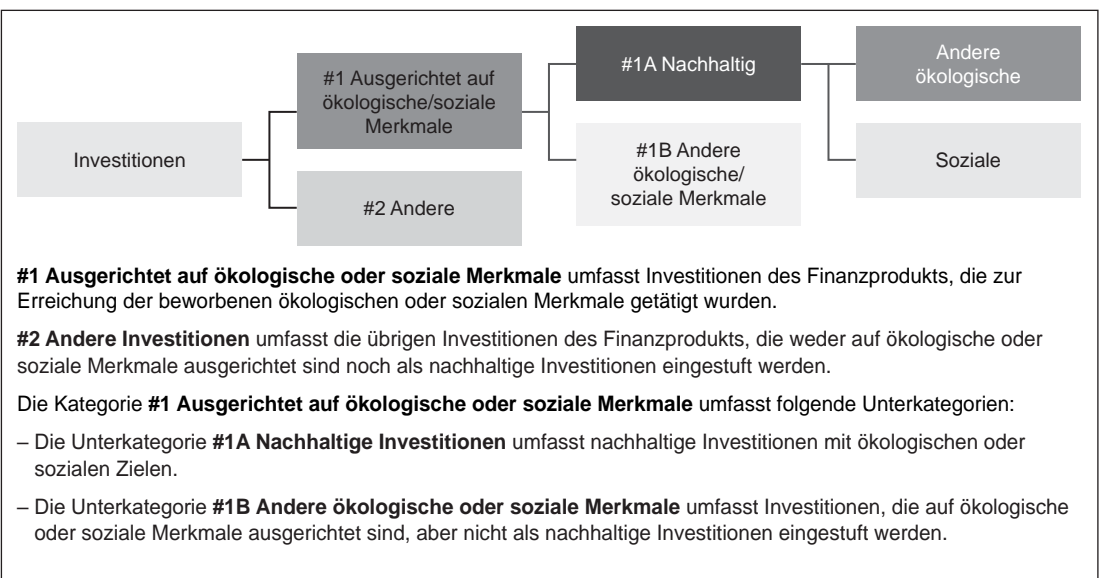 Investitionen
#1 Ausgerichtet auf
ökologische/soziale
Merkmale
#2 Andere
#1A Nachhaltig
#1B Andere
ökologische/
soziale Merkmale
Andere
ökologische
Soziale
#1 Ausgerichtet auf ökologische oder soziale Merkmale umfasst Investitionen des Finanzprodukts, die zur
Erreichung der beworbenen ökologischen oder sozialen Merkmale getätigt wurden.
#2 Andere Investitionen umfasst die übrigen Investitionen des Finanzprodukts, die weder auf ökologische oder
soziale Merkmale ausgerichtet sind noch als nachhaltige Investitionen eingestuft werden.
Die Kategorie #1 Ausgerichtet auf ökologische oder soziale Merkmale umfasst folgende Unterkategorien:
– Die Unterkategorie #1A Nachhaltige Investitionen umfasst nachhaltige Investitionen mit ökologischen oder
sozialen Zielen.
– Die Unterkategorie #1B Andere ökologische oder soziale Merkmale umfasst Investitionen, die auf ökologische
oder soziale Merkmale ausgerichtet sind, aber nicht als nachhaltige Investitionen eingestuft werden.